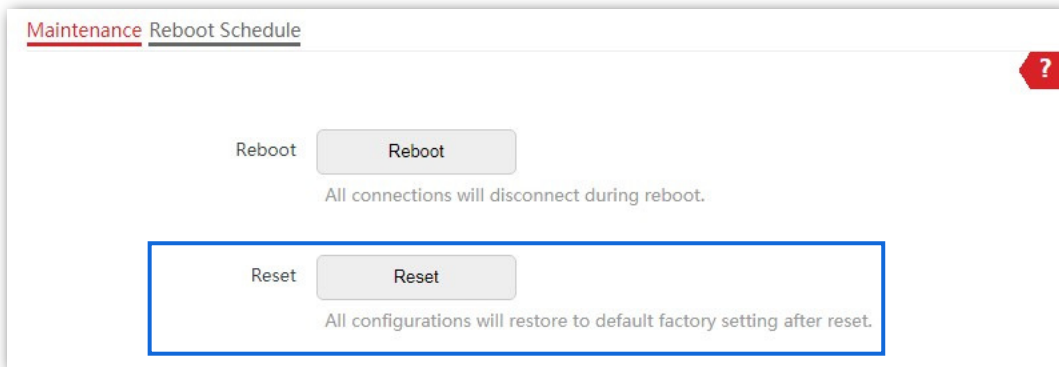 Maintenance Reboot Schedule
?
Reboot Reboot
All connections will disconnect during reboot.
Reset Reset
All configurations will restore to default factory setting after reset.